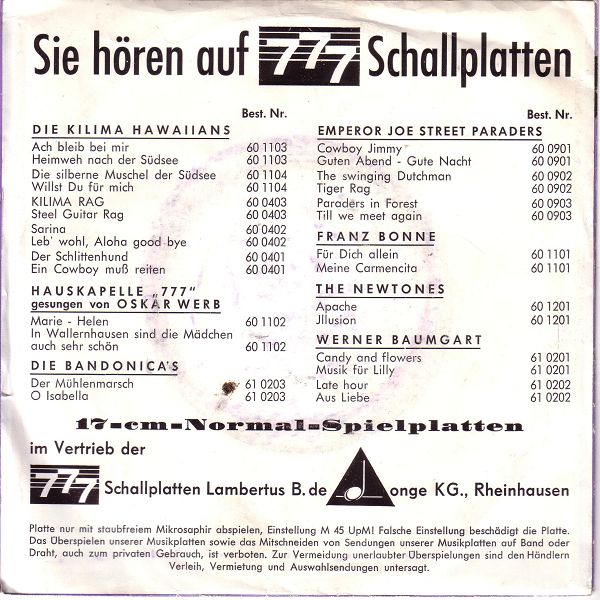 Sie hören auf 777 Schallplatten
Best. Nr.
DIE KILIMA HAWAIIANS
Ach bleib bei mir 60 1103
Heimweh nach der Südsee 60 1103
Die silberne Muschel der Südsee 60 1104
Willst Du für mich 60 1104
KILIMA RAG 60 0403
Steel Guitar Rag 60 0403
Sarina 60 0402
Leb' wohl, Aloha good bye 60 0402
Der Schlittenhund 60 0401
Ein Cowboy muß reiten 60 0401
HAUSKAPELLE „777"
gesungen von OSKAR WERB
Marie - Helen 60 1102
In Wallernhausen sind die Mädchen
auch sehr schön 60 1102
DIE BANDONICA'S
Der Mühlenmarsch 61 0203
O Isabella 61 0203
Best. Nr.
EMPEROR JOE STREET PARADERS
Cowboy Jimmy 60 0901
Guten Abend - Gute Nacht 60 0901
The swinging Dutchman 60 0902
Tiger Rag 60 0902
Paraders in Forest 60 0903
Till we meet again 60 0903
FRANZ BONNE
Für Dich allein 60 1101
Meine Carmencita 60 1101
THE NEWTONES
Apache 60 1201
Jllusion 60 1201
WERNER BAUMGART
Candy and flowers 61 0201
Musik für Lilly 61 0201
Late hour 61 0202
Aus Liebe 61 0202
17-cm-Normal-Spielplatten
im Vertrieb der
777 Schallplatten Lambertus B. de Jonge KG., Rheinhausen
Platte nur mit staubfreiem Mikrosaphir abspielen, Einstellung M 45 UpM! Falsche Einstellung beschädigt die Platte.
Das Überspielen unserer Musikplatten sowie das Mitschneiden von Sendungen unserer Musikplatten auf Band oder
Draht, auch zum privaten Gebrauch, ist verboten. Zur Vermeidung unerlaubter Überspielungen sind den Händlern
Verleih, Vermietung und Auswahlsendungen untersagt.